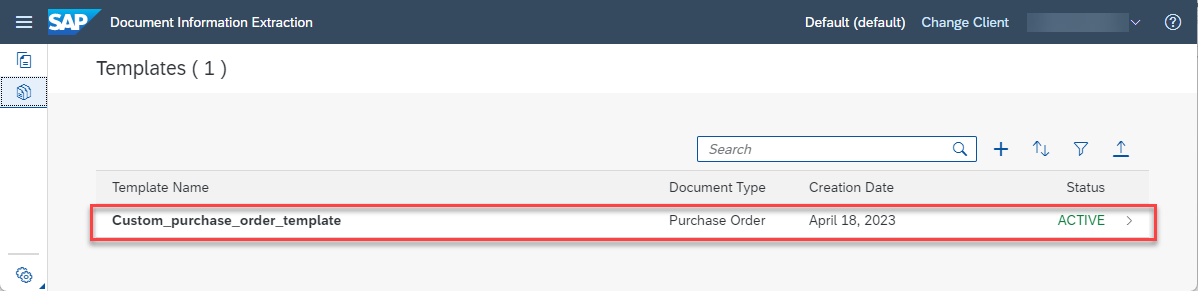 SAP Document Information Extraction Default (default) Change Client
Templates ( 1 )
Search
Template Name Document Type Creation Date Status
Custom_purchase_order_template Purchase Order April 18, 2023 ACTIVE